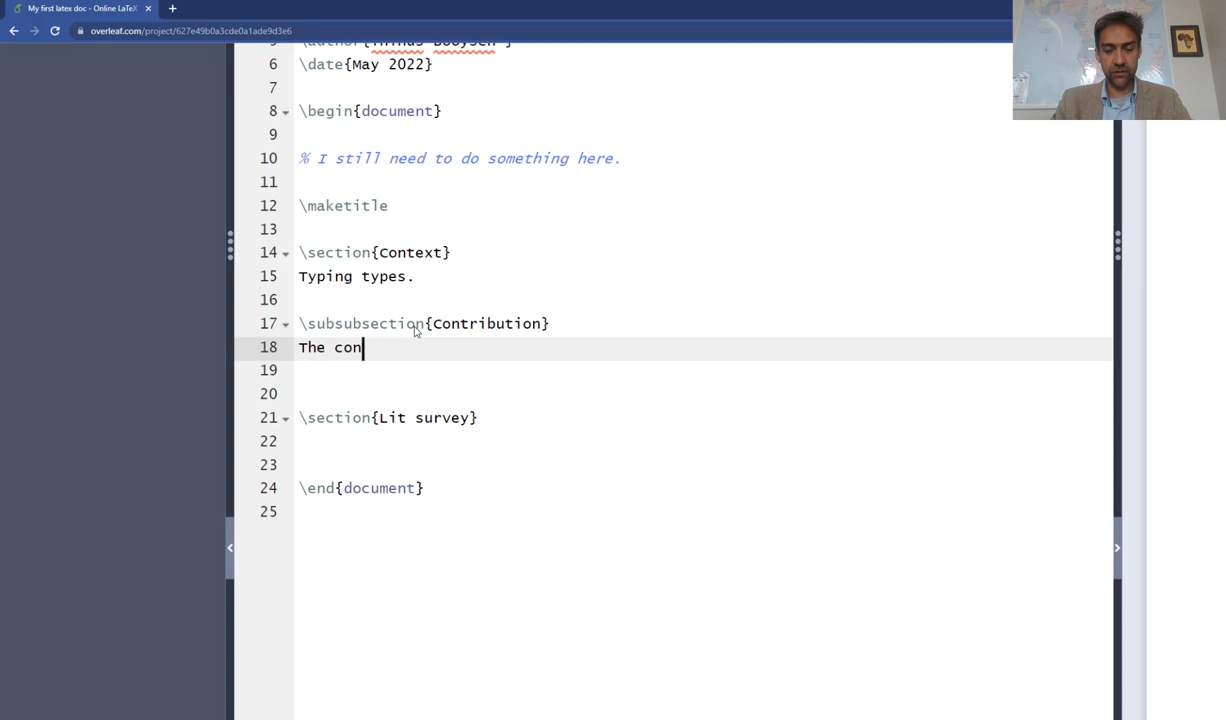 My first latex doc - Online LaTeX
overleaf.com/project/627e49b0a3cde0a1ade9d3e6
6 \date{May 2022}
7
8 \begin{document}
9
10 % I still need to do something here.
11
12 \maketitle
13
14 \section{Context}
15 Typing types.
16
17 \subsubsection{Contribution}
18 The con
19
20
21 \section{Lit survey}
22
23
24 \end{document}
25